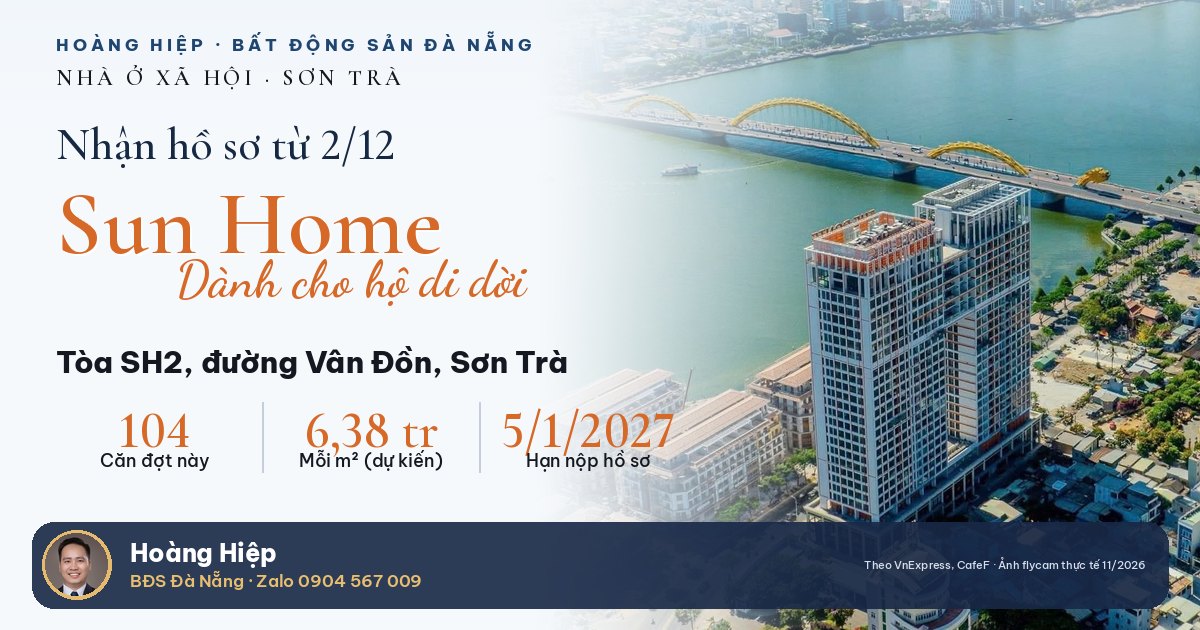 HOÀNG HIỆP · BẤT ĐỘNG SẢN ĐÀ NẴNG
NHÀ Ở XÃ HỘI · SƠN TRÀ
Nhận hồ sơ từ 2/12
Sun Home
Dành cho hộ di dời
Tòa SH2, đường Vân Đồn, Sơn Trà
104
Căn đợt này
6,38 tr
Mỗi m² (dự kiến)
5/1/2027
Hạn nộp hồ sơ
Hoàng Hiệp
BĐS Đà Nẵng · Zalo 0904 567 009
Theo VnExpress, CafeF · Ảnh flycam thực tế 11/2026